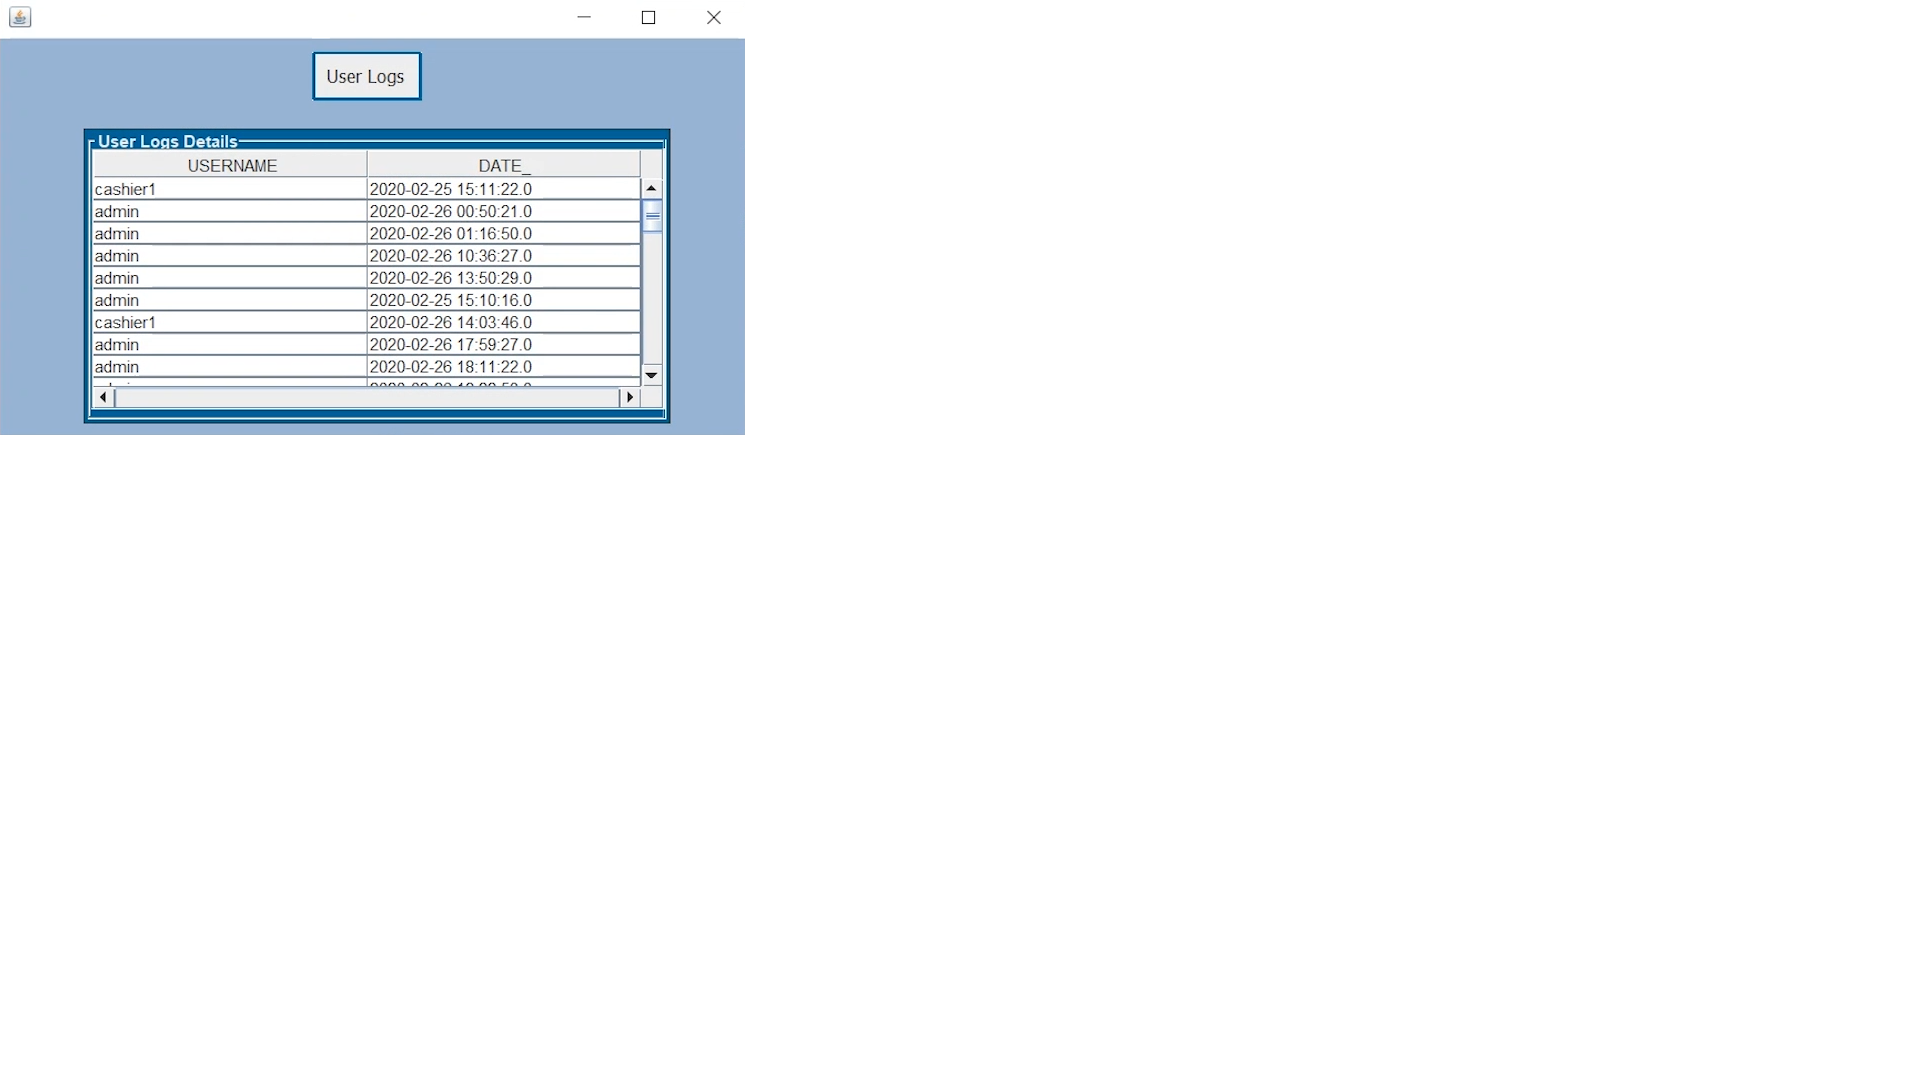 User Logs
User Logs Details
USERNAME DATE_
cashier1 2020-02-25 15:11:22.0
admin 2020-02-26 00:50:21.0
admin 2020-02-26 01:16:50.0
admin 2020-02-26 10:36:27.0
admin 2020-02-26 13:50:29.0
admin 2020-02-25 15:10:16.0
cashier1 2020-02-26 14:03:46.0
admin 2020-02-26 17:59:27.0
admin 2020-02-26 18:11:22.0